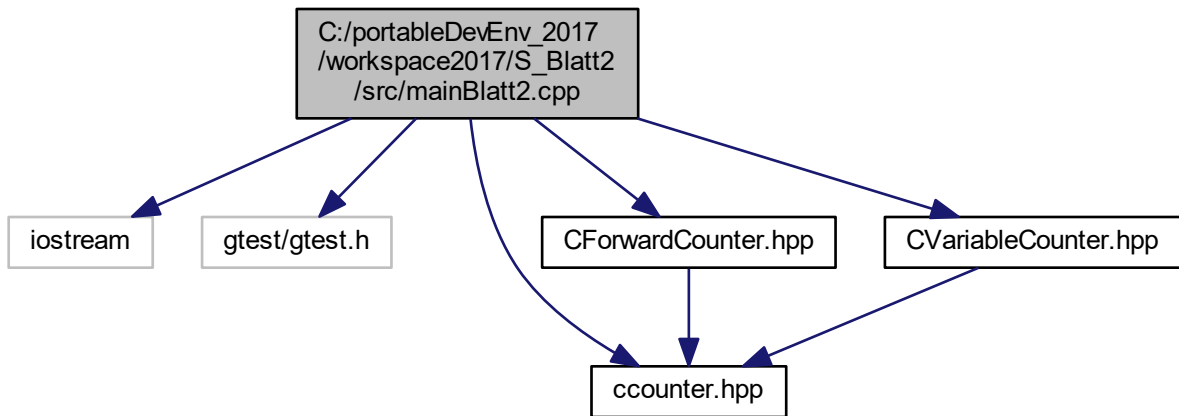 C:/portableDevEnv_2017
/workspace2017/S_Blatt2
/src/mainBlatt2.cpp
iostream
gtest/gtest.h
CForwardCounter.hpp
CVariableCounter.hpp
ccounter.hpp